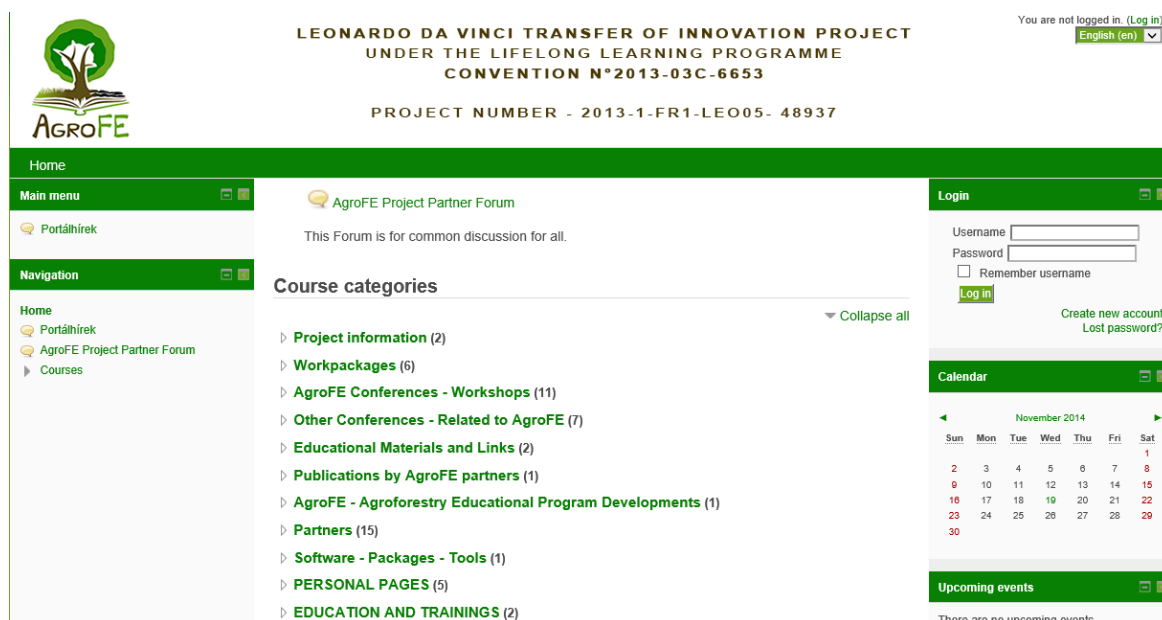 AGROFE
LEONARDO DA VINCI TRANSFER OF INNOVATION PROJECT
UNDER THE LIFELONG LEARNING PROGRAMME
CONVENTION N°2013-03C-6653
PROJECT NUMBER - 2013-1-FR1-LEO05- 48937
You are not logged in. (Log in)
English (en)
Home
Main menu
Portálhírek
Navigation
Home
Portálhírek
AgroFE Project Partner Forum
Courses
AgroFE Project Partner Forum
This Forum is for common discussion for all.
Course categories
Collapse all
Project information (2)
Workpackages (6)
AgroFE Conferences - Workshops (11)
Other Conferences - Related to AgroFE (7)
Educational Materials and Links (2)
Publications by AgroFE partners (1)
AgroFE - Agroforestry Educational Program Developments (1)
Partners (15)
Software - Packages - Tools (1)
PERSONAL PAGES (5)
EDUCATION AND TRAININGS (2)
Login
Username
Password
Remember username
Log in
Create new account
Lost password?
Calendar
November 2014
Sun Mon Tue Wed Thu Fri Sat
1
2 3 4 5 6 7 8
9 10 11 12 13 14 15
16 17 18 19 20 21 22
23 24 25 26 27 28 29
30
Upcoming events
There are no upcoming events